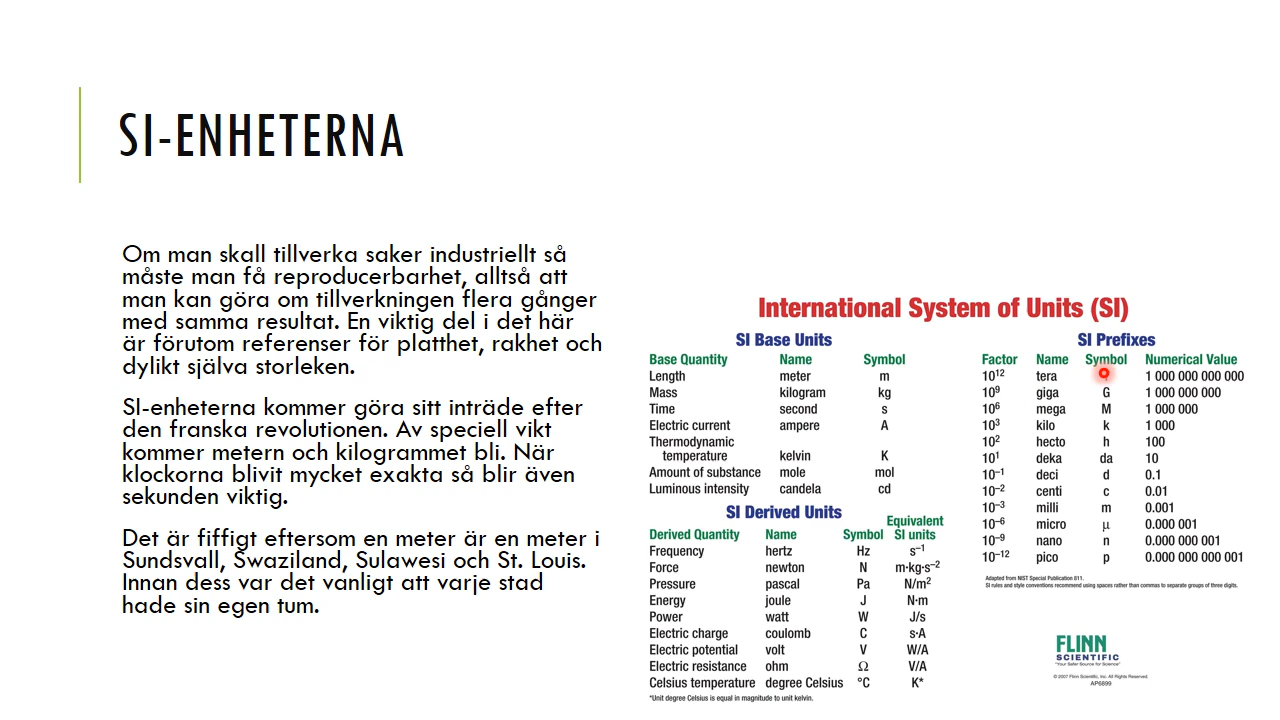 SI-ENHETERNA
Om man skall tillverka saker industriellt så
måste man få reproducerbarhet, alltså att
man kan göra om tillverkningen flera gånger
med samma resultat. En viktig del i det här
är förutom referenser för platthet, rakhet och
dylikt själva storleken.
SI-enheterna kommer göra sitt inträde efter
den franska revolutionen. Av speciell vikt
kommer metern och kilogrammet bli. När
klockorna blivit mycket exakta så blir även
sekunden viktig.
Det är fiffigt eftersom en meter är en meter i
Sundsvall, Swaziland, Sulawesi och St. Louis.
Innan dess var det vanligt att varje stad
hade sin egen tum.
International System of Units (SI)
SI Base Units
Base Quantity Name Symbol
Length meter m
Mass kilogram kg
Time second s
Electric current ampere A
Thermodynamic
temperature kelvin K
Amount of substance mole mol
Luminous intensity candela cd
SI Derived Units
Equivalent
Derived Quantity Name Symbol SI units
Frequency hertz Hz s⁻¹
Force newton N m·kg·s⁻²
Pressure pascal Pa N/m²
Energy joule J N·m
Power watt W J/s
Electric charge coulomb C s·A
Electric potential volt V W/A
Electric resistance ohm Ω V/A
Celsius temperature degree Celsius °C K*
*Unit degree Celsius is equal in magnitude to unit kelvin.
SI Prefixes
Factor Name Symbol Numerical Value
10¹² tera 1 000 000 000 000
10⁹ giga G 1 000 000 000
10⁶ mega M 1 000 000
10³ kilo k 1 000
10² hecto h 100
10¹ deka da 10
10⁻¹ deci d 0.1
10⁻² centi c 0.01
10⁻³ milli m 0.001
10⁻⁶ micro µ 0.000 001
10⁻⁹ nano n 0.000 000 001
10⁻¹² pico p 0.000 000 000 001
Adapted from NIST Special Publication 811.
SI rules and style conventions recommend using spaces rather than commas to separate groups of three digits.
FLINN
SCIENTIFIC
"Your Safer Source for Science"
© 2007 Flinn Scientific, Inc. All Rights Reserved.
AP6899